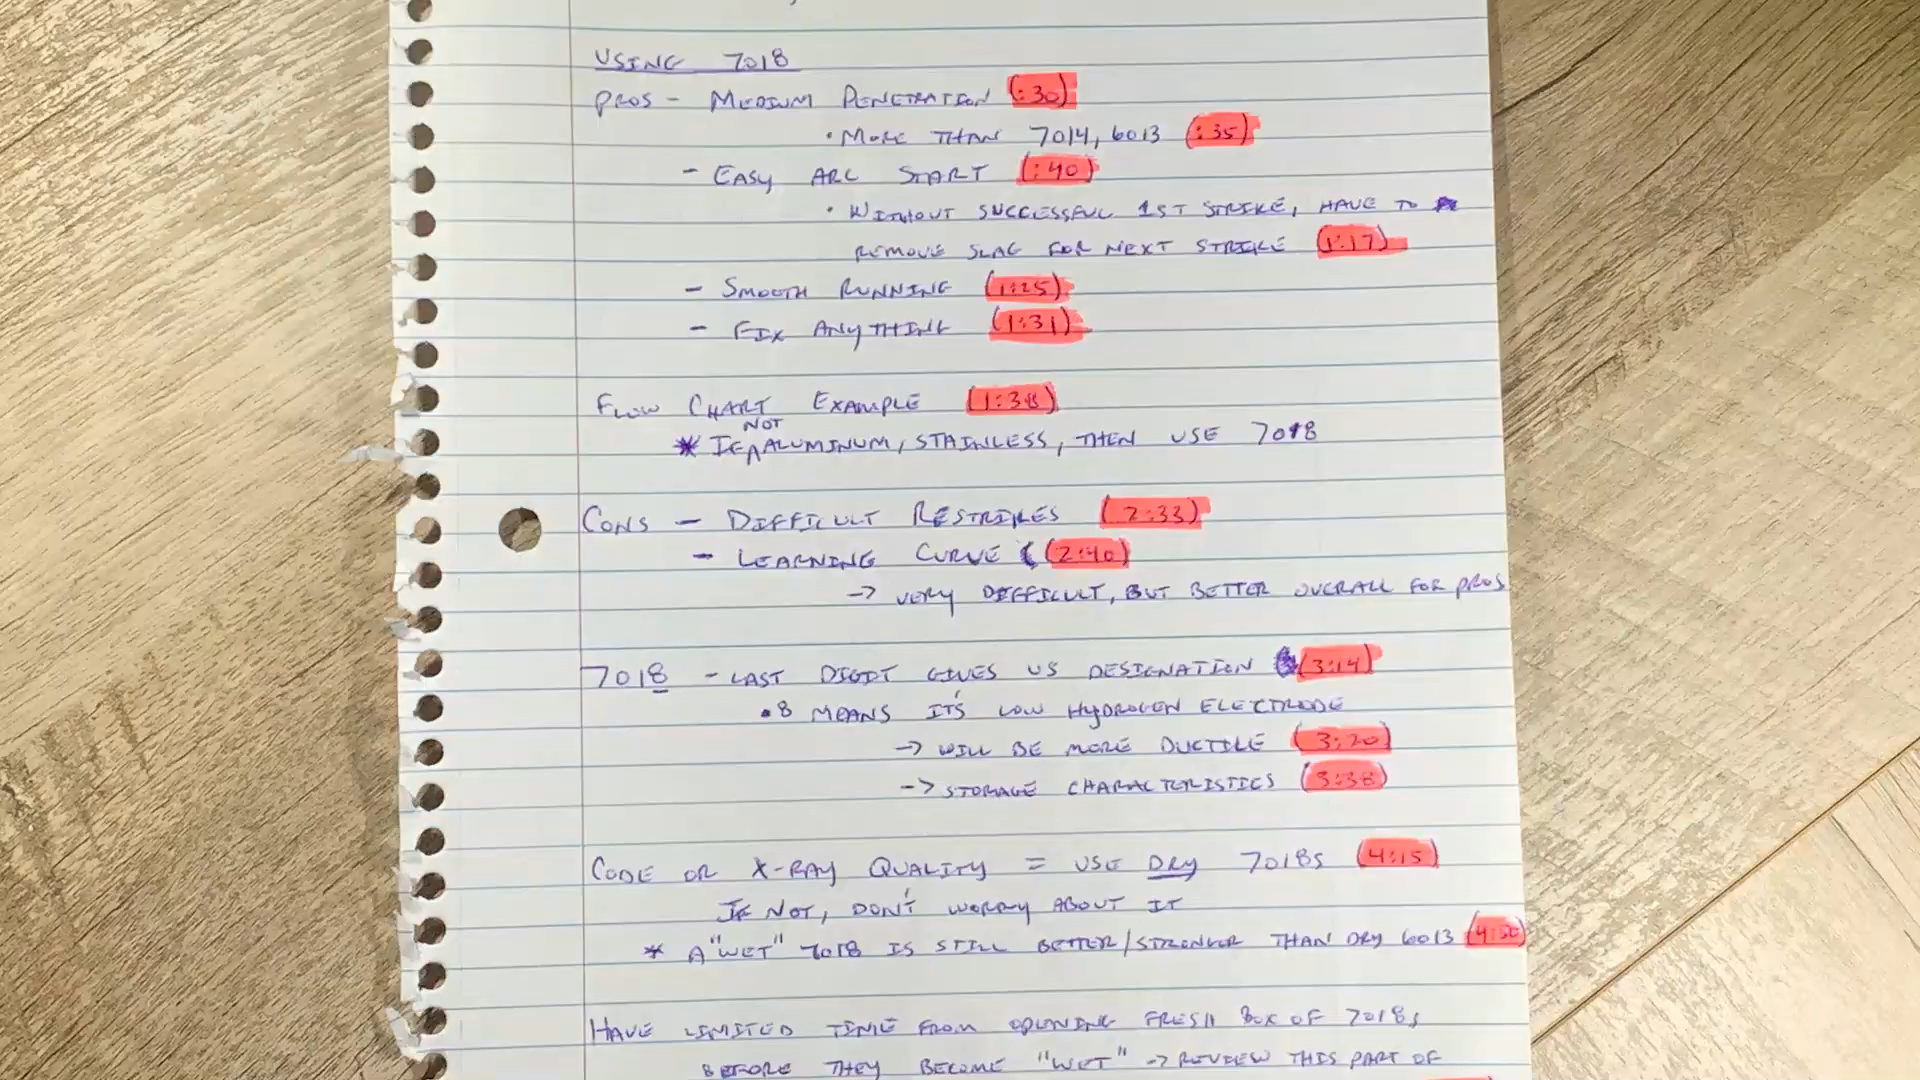 USING 7018
PROS - MEDIUM PENETRATION (:30)
• MORE THAN 7014, 6013 (:35)
- EASY ARC START (:40)
• WITHOUT SUCCESSFUL 1ST STRIKE, HAVE TO
REMOVE SLAG FOR NEXT STRIKE (1:17)
- SMOOTH RUNNING (1:25)
- FIX ANYTHING (1:31)
FLOW CHART EXAMPLE (1:38)
NOT
* IF ^ ALUMINUM, STAINLESS, THEN USE 7018
CONS - DIFFICULT RESTRIKES (2:33)
- LEARNING CURVE (2:40)
-> VERY DIFFICULT, BUT BETTER OVERALL FOR PROS
7018 - LAST DIGIT GIVES US DESIGNATION (3:14)
• 8 MEANS IT'S LOW HYDROGEN ELECTRODE
-> WILL BE MORE DUCTILE (3:20)
-> STORAGE CHARACTERISTICS (3:38)
CODE OR X-RAY QUALITY = USE DRY 7018S (4:15)
IF NOT, DON'T WORRY ABOUT IT
* A "WET" 7018 IS STILL BETTER/STRONGER THAN DRY 6013 (4:50)
HAVE LIMITED TIME FROM OPENING FRESH BOX OF 7018s
BEFORE THEY BECOME "WET" -> REVIEW THIS PART OF